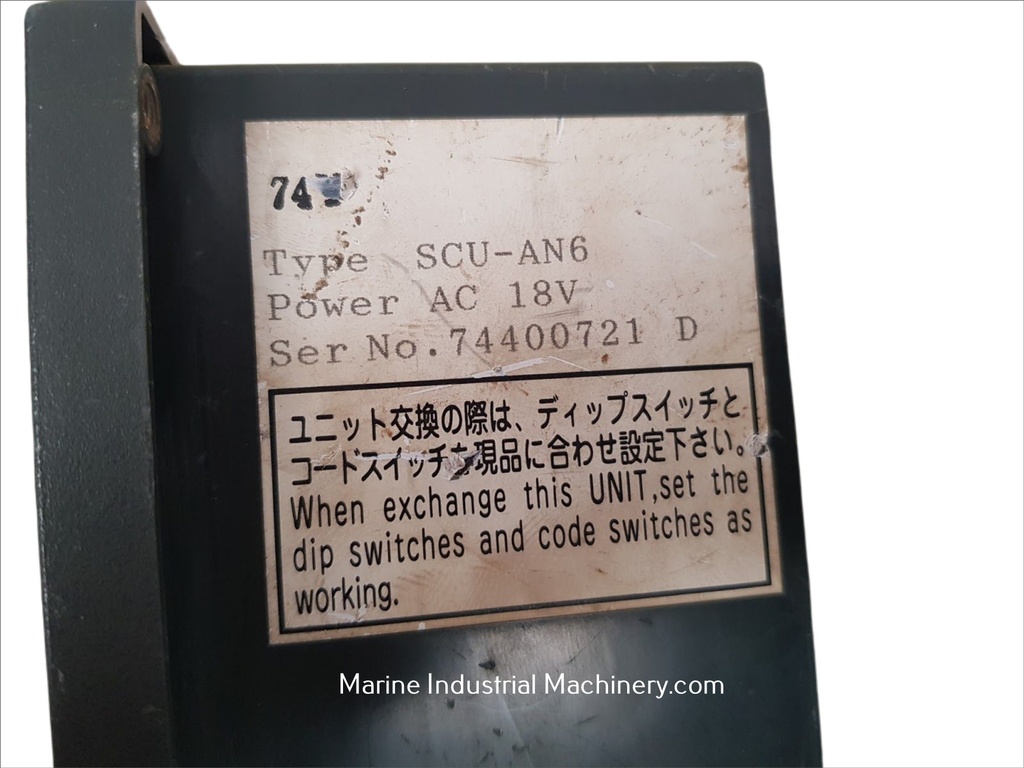 Type SCU-AN6
Power AC 18V
Ser No.74400721 D
ユニット交換の際は、ディップスイッチと
コードスイッチを現品に合わせ設定下さい。
When exchange this UNIT,set the
dip switches and code switches as
working.
Marine Industrial Machinery.com